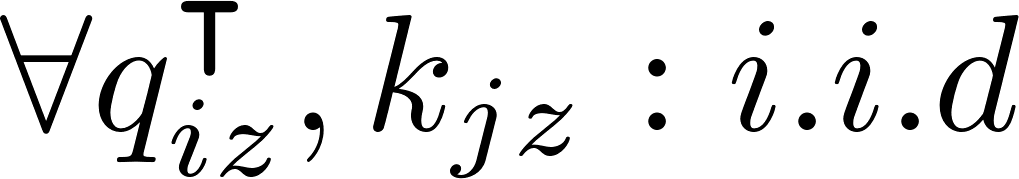 ∀q_{iz}^⊤, k_{jz} : i.i.d